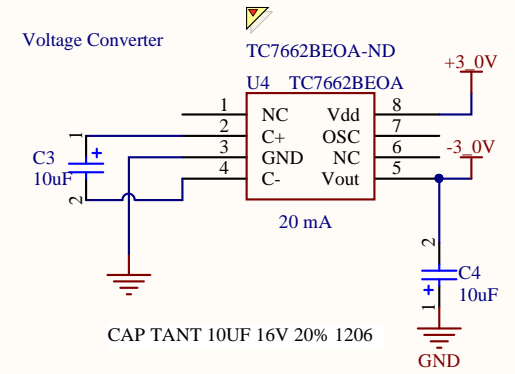 Voltage Converter
TC7662BEOA-ND
U4 TC7662BEOA
+3_0V
1 NC Vdd 8
2 C+ OSC 7
3 GND NC 6
4 C- Vout 5
-3_0V
1
C3 +
10uF
2
20 mA
2
C4
+ 10uF
1
CAP TANT 10UF 16V 20% 1206
GND